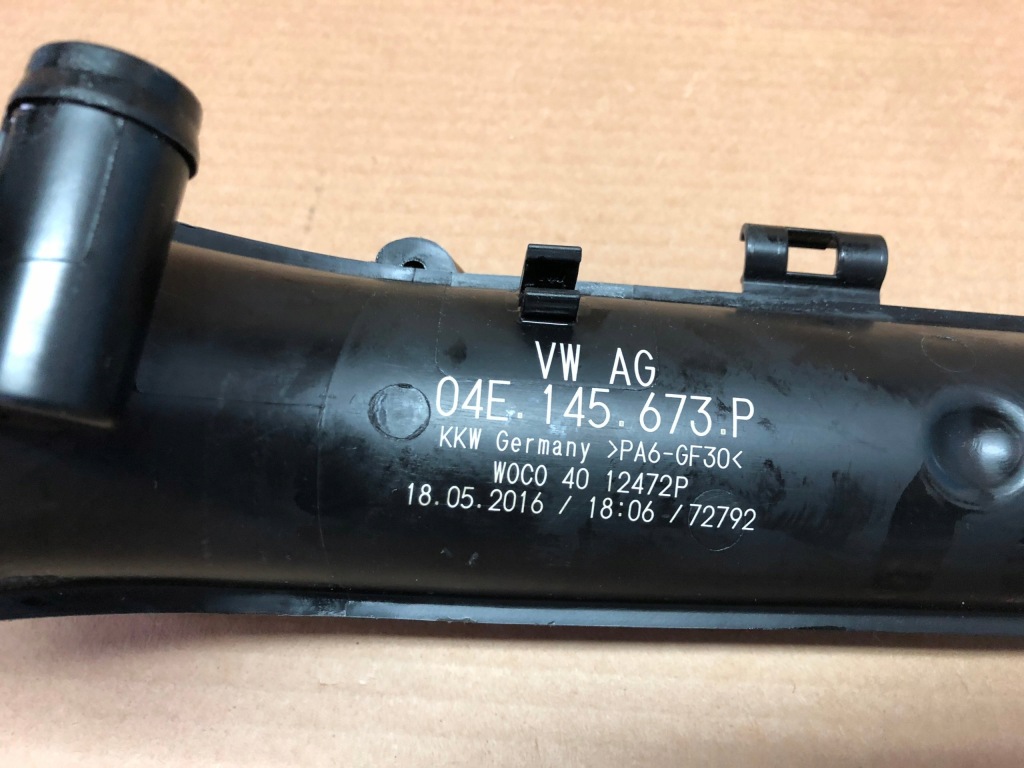 VW AG
04E.145.673.P
KKW Germany >PA6-GF30<
WOCO 40 12472P
18.05.2016 / 18:06 /72792